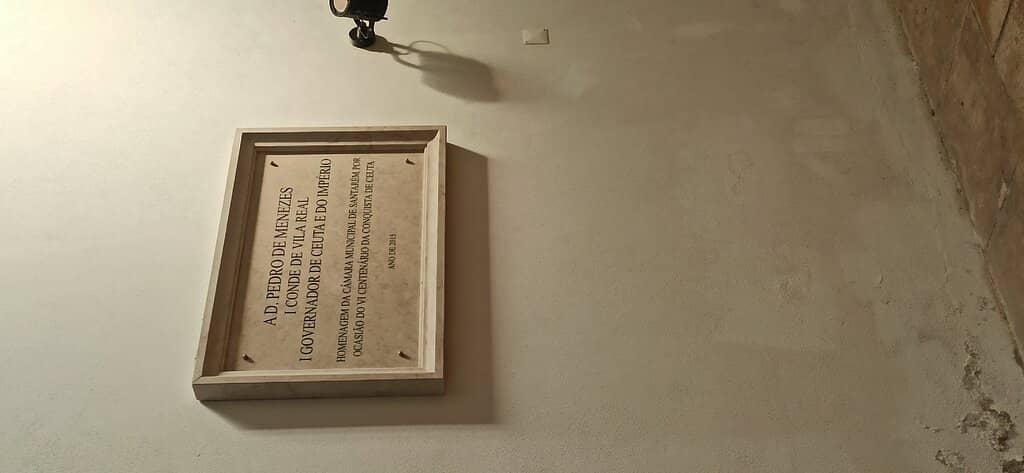 A D. PEDRO DE MENEZES
I CONDE DE VILA REAL
I GOVERNADOR DE CEUTA E DO IMPÉRIO
HOMENAGEM DA CÂMARA MUNICIPAL DE SANTARÉM POR
OCASIÃO DO VI CENTENÁRIO DA CONQUISTA DE CEUTA
ANO DE 2015